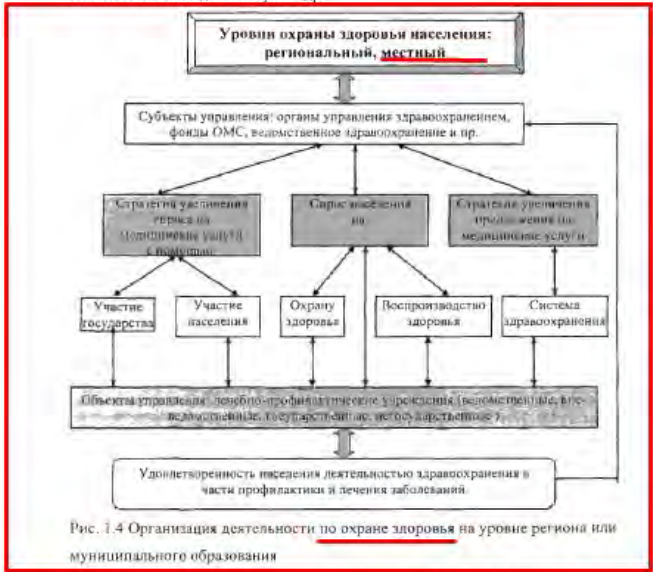 Уровни охраны здоровья населения:
региональный, местный
Субъекты управления: органы управления здравоохранением,
фонды ОМС, ведомственное здравоохранение и пр.
Стратегия увеличения
спроса на
медицинские услуги
с помощью
Спрос населения
на
Стратегия увеличения
предложения на
медицинские услуги
Участие
государства
Участие
населения
Охрану
здоровья
Воспроизводство
здоровья
Система
здравоохранения
Объекты управления: лечебно-профилактические учреждения (ведомственные, вне-
ведомственные, государственные, негосударственные)
Удовлетворенность населения деятельностью здравоохранения в
части профилактики и лечения заболеваний
Рис. 1.4 Организация деятельности по охране здоровья на уровне региона или
муниципального образования